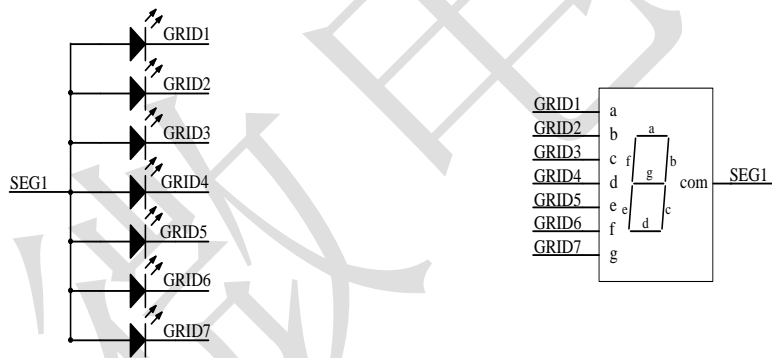 GRID1
GRID2
GRID3
SEG1
GRID4
GRID5
GRID6
GRID7
GRID1 a
GRID2 b
GRID3 c
GRID4 d
GRID5 e
GRID6 f
GRID7 g
a
f b
g
e c
d
com SEG1